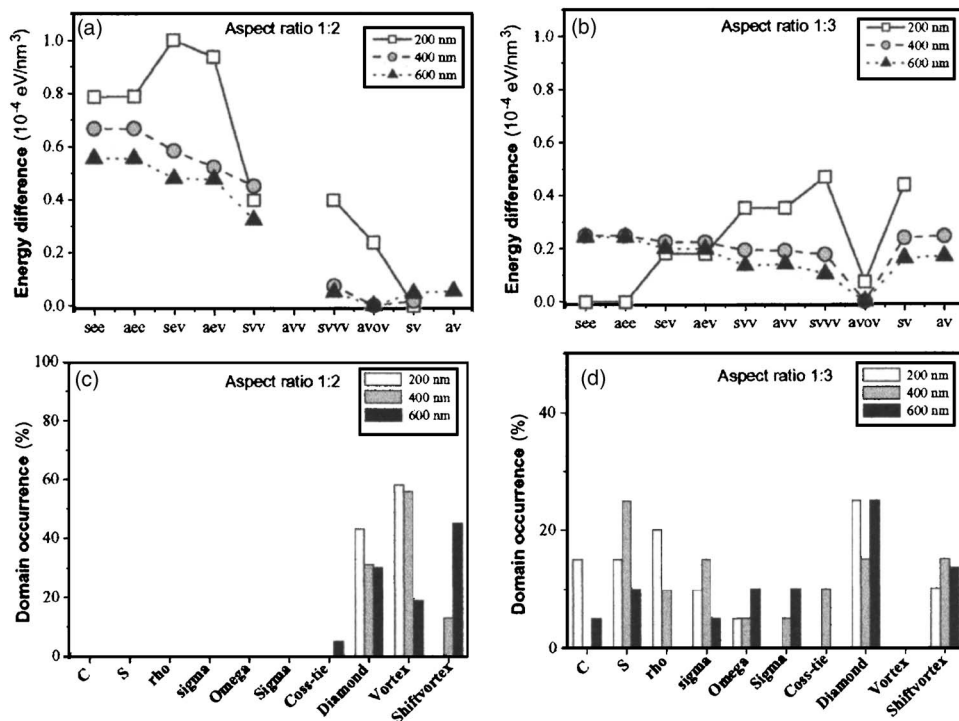 (a)
Aspect ratio 1:2
200 nm
400 nm
600 nm
Energy difference (10⁻⁴ eV/nm³)
1.0
0.8
0.6
0.4
0.2
0.0
see aee sev aev svv avv svvv avov sv av
(b)
Aspect ratio 1:3
200 nm
400 nm
600 nm
Energy difference (10⁻⁴ eV/nm³)
1.0
0.8
0.6
0.4
0.2
0.0
see aee sev aev svv avv svvv avov sv av
(c)
Aspect ratio 1:2
200 nm
400 nm
600 nm
Domain occurrence (%)
100
80
60
40
20
0
C S rho sigma Omega Sigma Coss-tie Diamond Vortex Shiftvortex
(d)
Aspect ratio 1:3
200 nm
400 nm
600 nm
Domain occurrence (%)
40
20
0
C S rho sigma Omega Sigma Coss-tie Diamond Vortex Shiftvortex